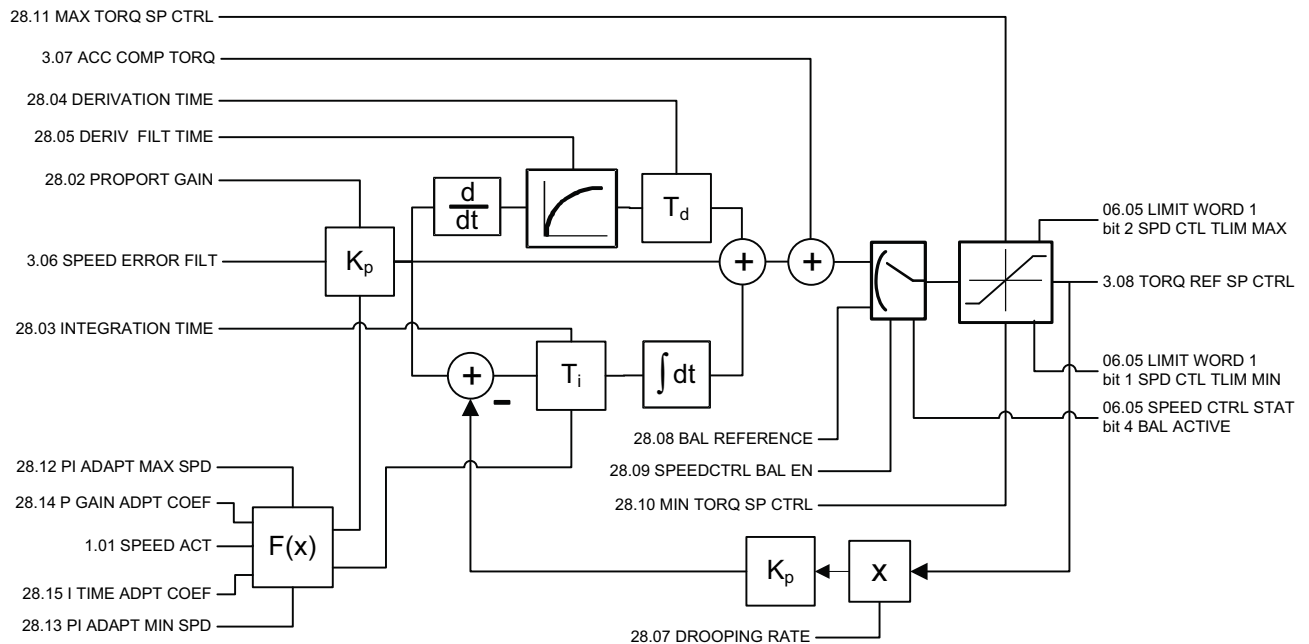 28.11 MAX TORQ SP CTRL
3.07 ACC COMP TORQ
28.04 DERIVATION TIME
28.05 DERIV FILT TIME
28.02 PROPORT GAIN
3.06 SPEED ERROR FILT
28.03 INTEGRATION TIME
Kp
d
dt
Td
+
+
06.05 LIMIT WORD 1
bit 2 SPD CTL TLIM MAX
3.08 TORQ REF SP CTRL
06.05 LIMIT WORD 1
bit 1 SPD CTL TLIM MIN
06.05 SPEED CTRL STAT
bit 4 BAL ACTIVE
+
-
Ti
∫dt
28.08 BAL REFERENCE
28.09 SPEEDCTRL BAL EN
28.10 MIN TORQ SP CTRL
28.12 PI ADAPT MAX SPD
28.14 P GAIN ADPT COEF
1.01 SPEED ACT
28.15 I TIME ADPT COEF
28.13 PI ADAPT MIN SPD
F(x)
Kp
x
28.07 DROOPING RATE